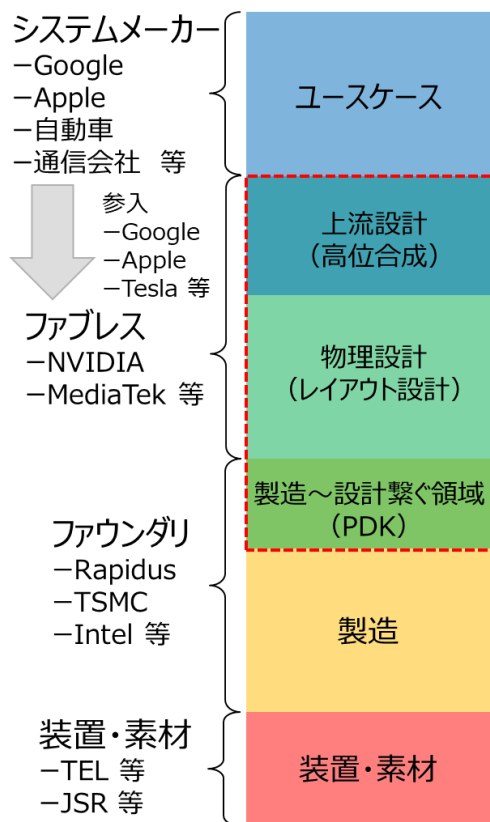 システムメーカー
−Google
−Apple
−自動車
−通信会社 等
参入
−Google
−Apple
−Tesla 等
ファブレス
−NVIDIA
−MediaTek 等
ファウンダリ
−Rapidus
−TSMC
−Intel 等
装置・素材
−TEL 等
−JSR 等
ユースケース
上流設計
（高位合成）
物理設計
（レイアウト設計）
製造～設計繋ぐ領域
（PDK）
製造
装置・素材